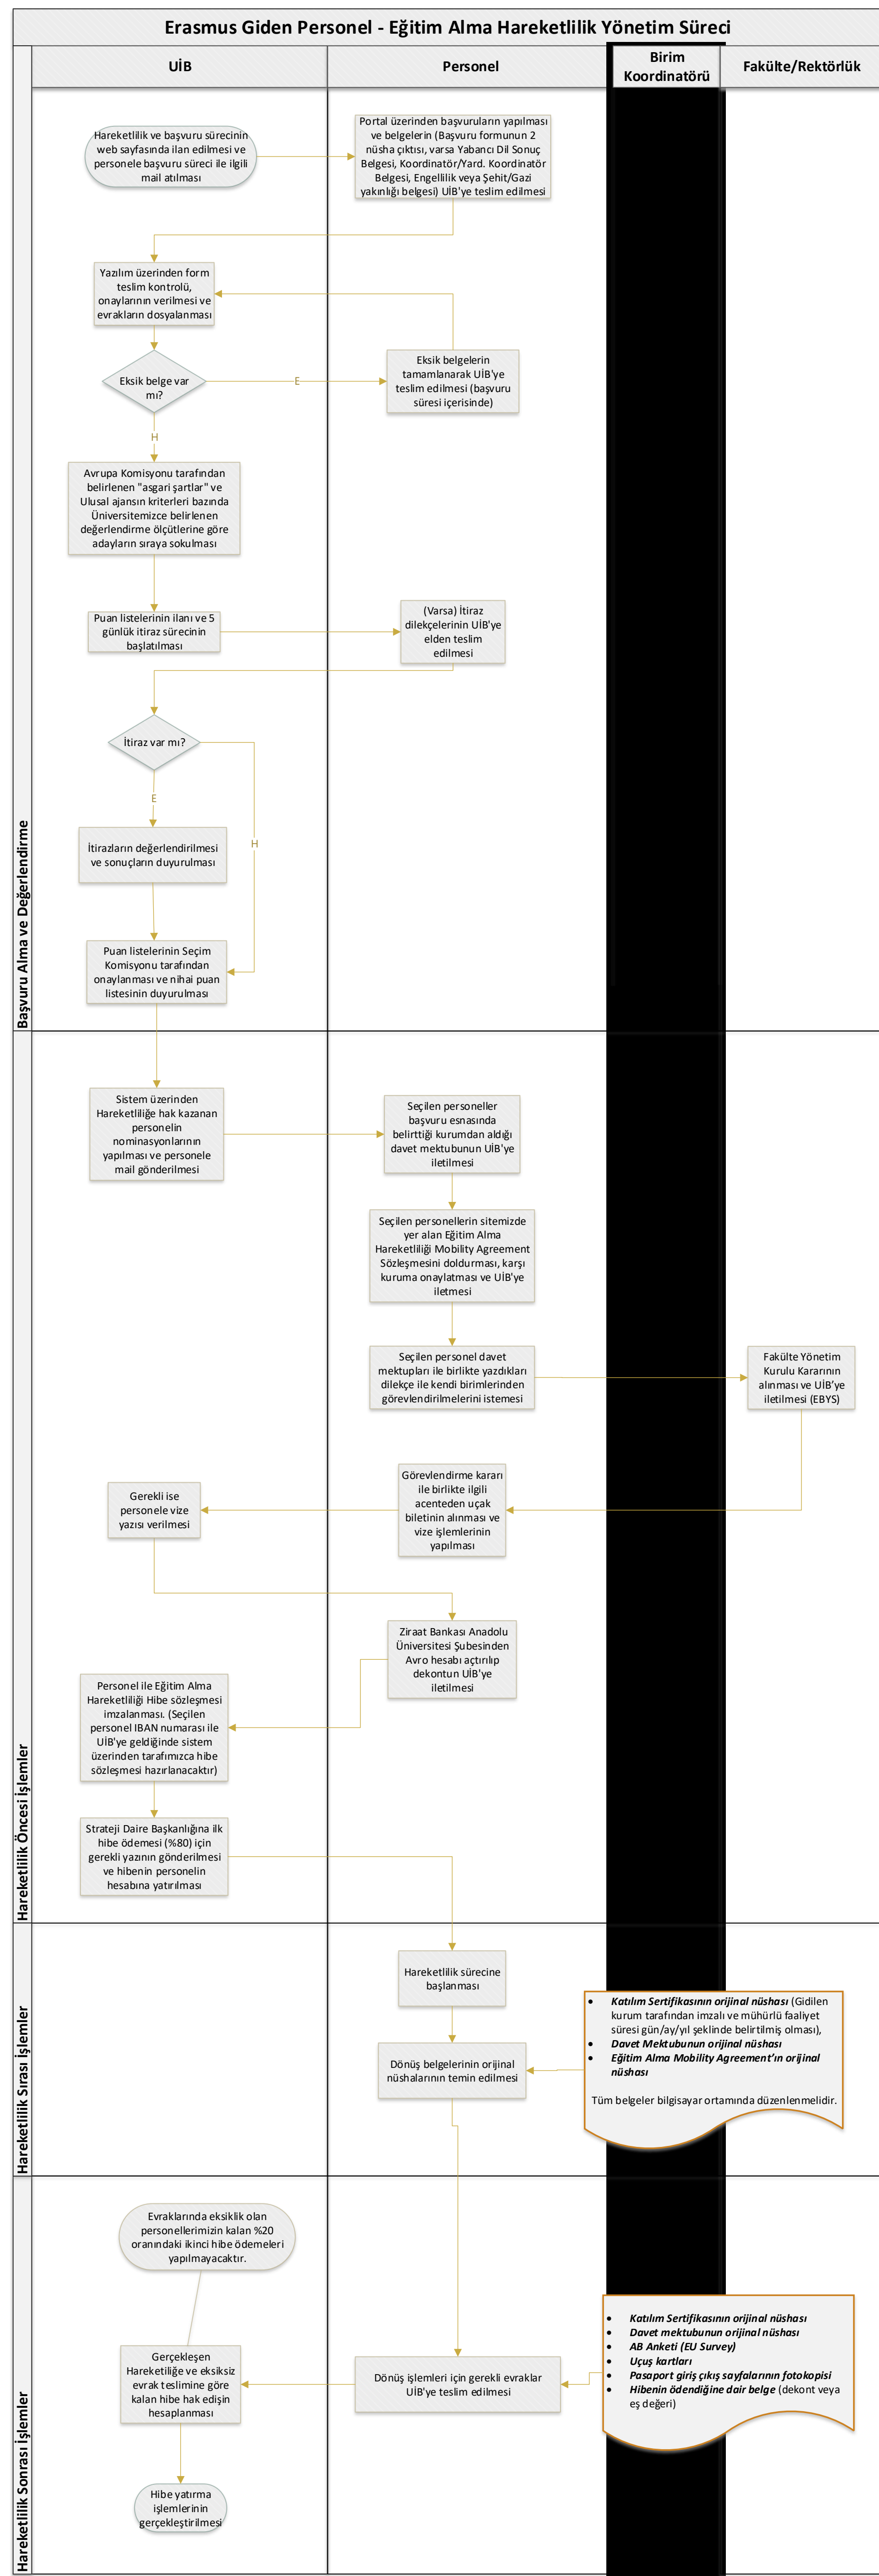 Erasmus Giden Personel - Eğitim Alma Hareketlilik Yönetim Süreci
UİB
Personel
Birim
Koordinatörü
Fakülte/Rektörlük
Başvuru Alma ve Değerlendirme
Hareketlilik ve başvuru sürecinin
web sayfasında ilan edilmesi ve
personele başvuru süreci ile ilgili
mail atılması
Portal üzerinden başvuruların yapılması
ve belgelerin (Başvuru formunun 2
nüsha çıktısı, varsa Yabancı Dil Sonuç
Belgesi, Koordinatör/Yard. Koordinatör
Belgesi, Engellilik veya Şehit/Gazi
yakınlığı belgesi) UİB'ye teslim edilmesi
Yazılım üzerinden form
teslim kontrolü,
onaylarının verilmesi ve
evrakların dosyalanması
Eksik belge var
mı?
E
Eksik belgelerin
tamamlanarak UİB'ye
teslim edilmesi (başvuru
süresi içerisinde)
H
Avrupa Komisyonu tarafından
belirlenen "asgari şartlar" ve
Ulusal ajansın kriterleri bazında
Üniversitemizce belirlenen
değerlendirme ölçütlerine göre
adayların sıraya sokulması
Puan listelerinin ilanı ve 5
günlük itiraz sürecinin
başlatılması
(Varsa) İtiraz
dilekçelerinin UİB'ye
elden teslim
edilmesi
İtiraz var mı?
E
H
İtirazların değerlendirilmesi
ve sonuçların duyurulması
Puan listelerinin Seçim
Komisyonu tarafından
onaylanması ve nihai puan
listesinin duyurulması
Hareketlilik Öncesi İşlemler
Sistem üzerinden
Hareketliliğe hak kazanan
personelin
nominasyonlarının
yapılması ve personele
mail gönderilmesi
Seçilen personeller
başvuru esnasında
belirttiği kurumdan aldığı
davet mektubunun UİB'ye
iletilmesi
Seçilen personellerin sitemizde
yer alan Eğitim Alma
Hareketliliği Mobility Agreement
Sözleşmesini doldurması, karşı
kuruma onaylatması ve UİB'ye
iletmesi
Seçilen personel davet
mektupları ile birlikte yazdıkları
dilekçe ile kendi birimlerinden
görevlendirilmelerini istemesi
Fakülte Yönetim
Kurulu Kararının
alınması ve UİB'ye
iletilmesi (EBYS)
Görevlendirme kararı
ile birlikte ilgili
acenteden uçak
biletinin alınması ve
vize işlemlerinin
yapılması
Gerekli ise
personele vize
yazısı verilmesi
Ziraat Bankası Anadolu
Üniversitesi Şubesinden
Avro hesabı açtırılıp
dekontun UİB'ye
iletilmesi
Personel ile Eğitim Alma
Hareketliliği Hibe sözleşmesi
imzalanması. (Seçilen
personel IBAN numarası ile
UİB'ye geldiğinde sistem
üzerinden tarafımızca hibe
sözleşmesi hazırlanacaktır)
Strateji Daire Başkanlığına ilk
hibe ödemesi (%80) için
gerekli yazının gönderilmesi
ve hibenin personelin
hesabına yatırılması
Hareketlilik Sırası İşlemler
Hareketlilik sürecine
başlanması
Dönüş belgelerinin orijinal
nüshalarının temin edilmesi
• Katılım Sertifikasının orijinal nüshası (Gidilen
kurum tarafından imzalı ve mühürlü faaliyet
süresi gün/ay/yıl şeklinde belirtilmiş olması),
• Davet Mektubunun orijinal nüshası
• Eğitim Alma Mobility Agreement'ın orijinal
nüshası
Tüm belgeler bilgisayar ortamında düzenlenmelidir.
Hareketlilik Sonrası İşlemler
Evraklarında eksiklik olan
personellerimizin kalan %20
oranındaki ikinci hibe ödemeleri
yapılmayacaktır.
Gerçekleşen
Hareketiliğe ve eksiksiz
evrak teslimine göre
kalan hibe hak edişin
hesaplanması
Dönüş işlemleri için gerekli evraklar
UİB'ye teslim edilmesi
• Katılım Sertifikasının orijinal nüshası
• Davet mektubunun orijinal nüshası
• AB Anketi (EU Survey)
• Uçuş kartları
• Pasaport giriş çıkış sayfalarının fotokopisi
• Hibenin ödendiğine dair belge (dekont veya
eş değeri)
Hibe yatırma
işlemlerinin
gerçekleştirilmesi